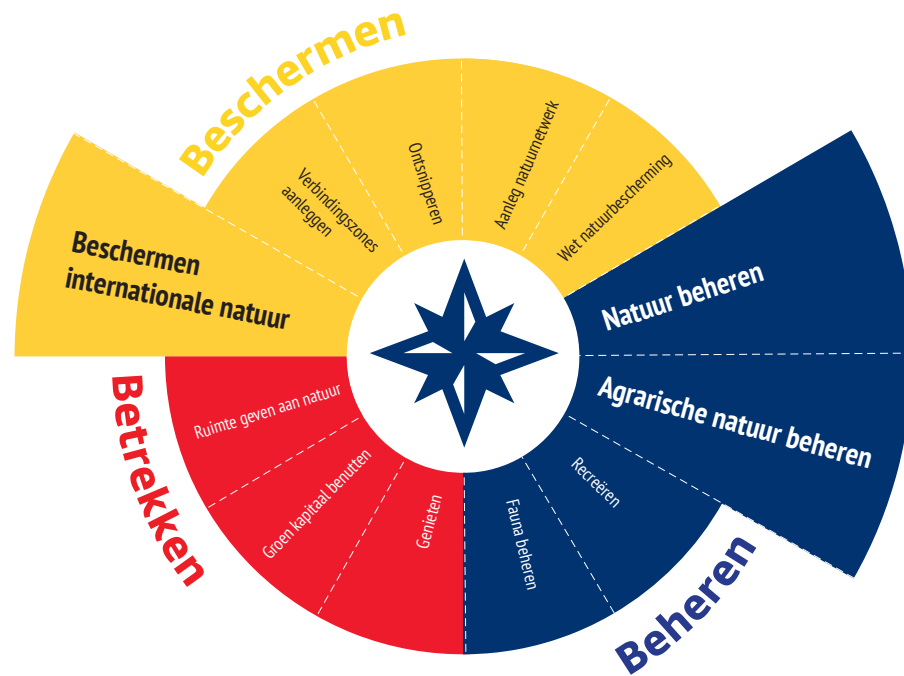 Beschermen
Beschermen
internationale natuur
Verbindingszones
aanleggen
Ontsnipperen
Aanleg natuurnetwerk
Wet natuurbescherming
Natuur beheren
Agrarische natuur beheren
Recreëren
Fauna beheren
Beheren
Genieten
Groen kapitaal benutten
Ruimte geven aan natuur
Betrekken